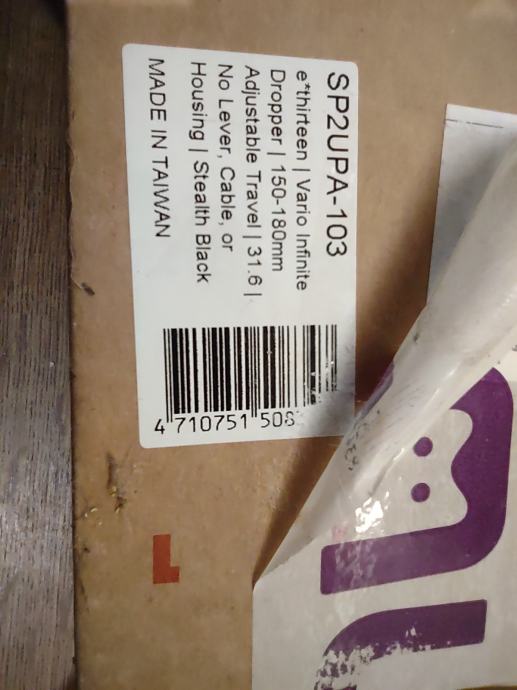 SP2UPA-103
e*thirteen | Vario Infinite
Dropper | 150-180mm
Adjustable Travel | 31.6 |
No Lever, Cable, or
Housing | Stealth Black
MADE IN TAIWAN
4 710751 508